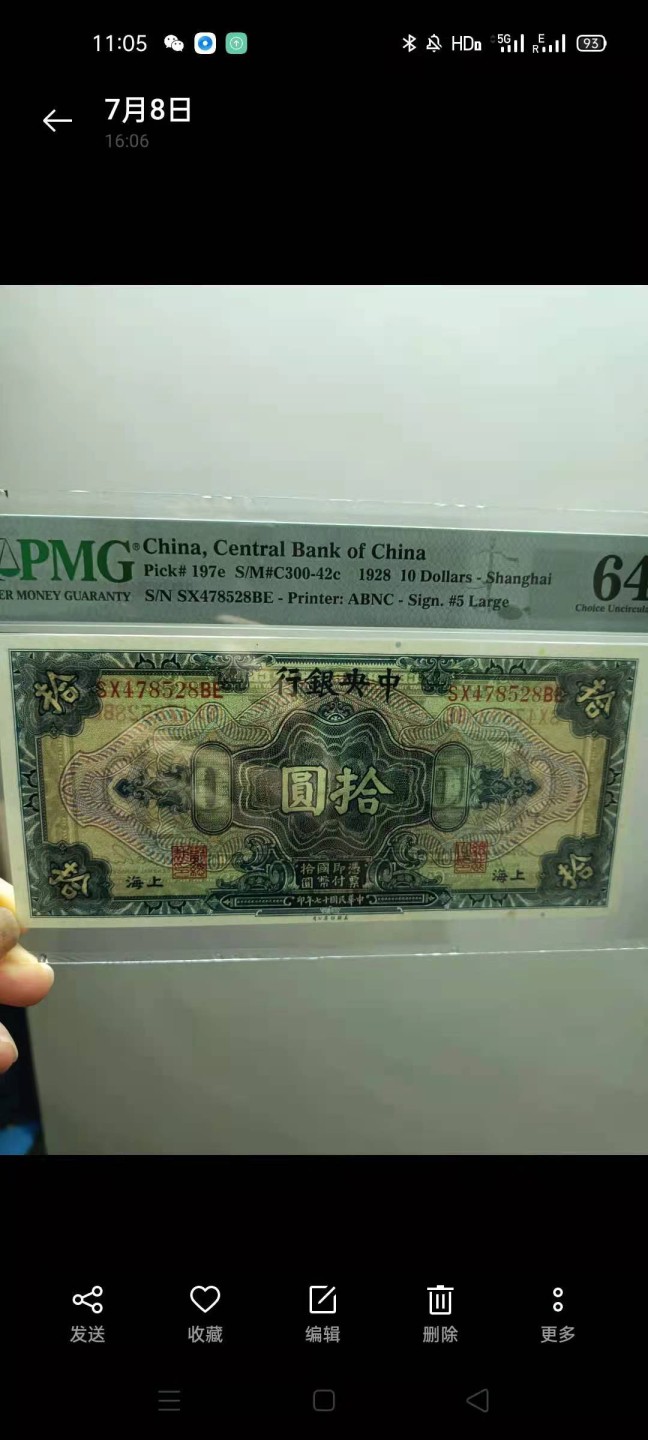 11:05 HD 5G E R 93
7月8日
16:06
PMG® China, Central Bank of China
Pick# 197e S/M#C300-42c 1928 10 Dollars - Shanghai
ER MONEY GUARANTY S/N SX478528BE - Printer: ABNC - Sign. #5 Large
64
Choice Uncircula
行銀央中
拾 SX478528BE SX478528BE 拾
圓拾
海上 海上
拾 拾
憑票即付國幣拾圓
印年七十國民華中
发送 收藏 编辑 删除 更多